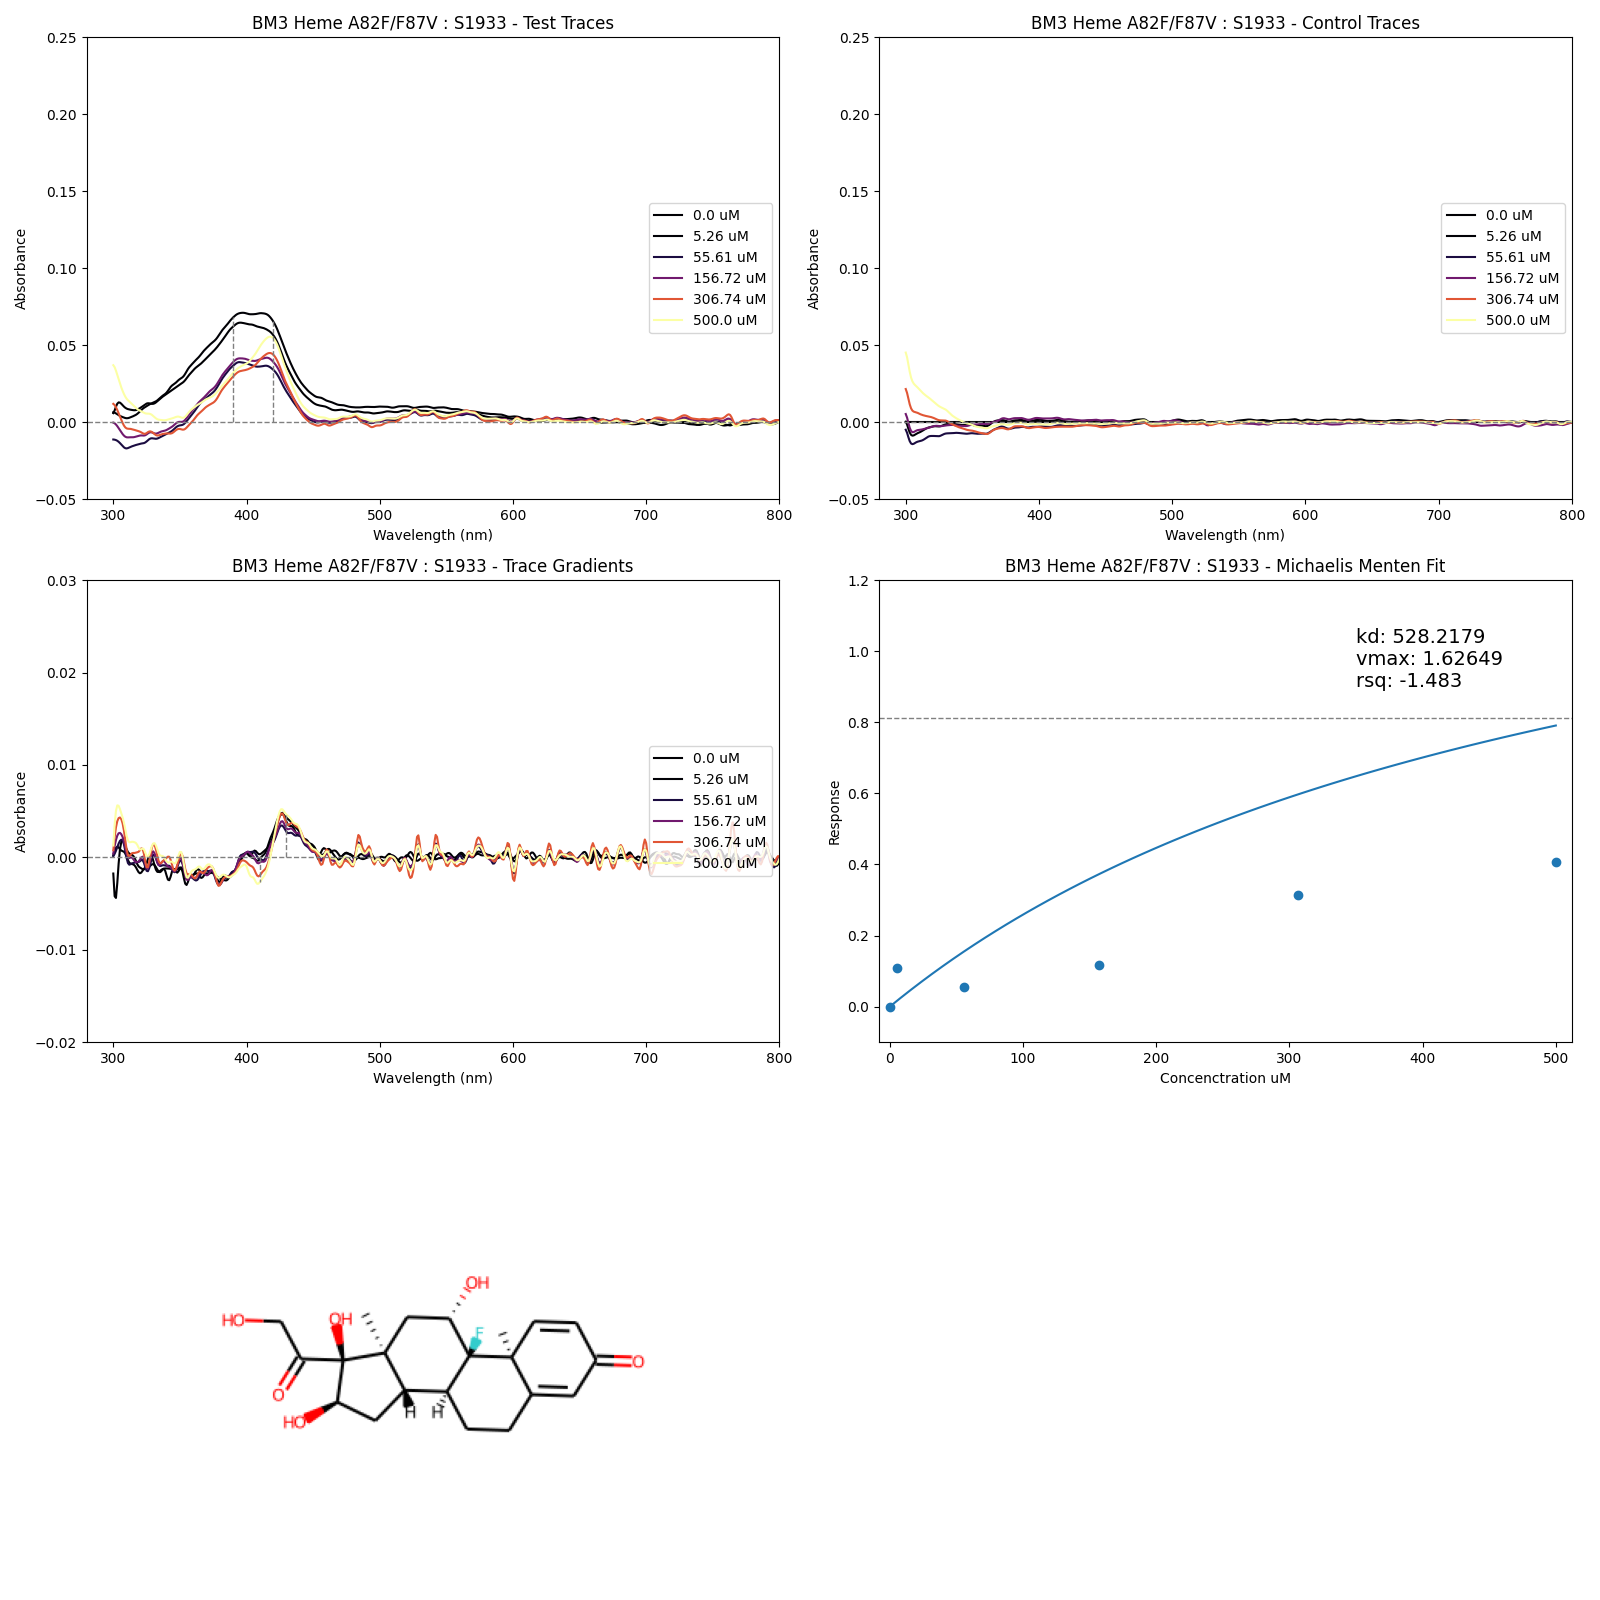 BM3 Heme A82F/F87V : S1933 - Test Traces
0.25
0.20
0.15
0.10
0.05
0.00
−0.05
Absorbance
300
400
500
600
700
800
Wavelength (nm)
0.0 uM
5.26 uM
55.61 uM
156.72 uM
306.74 uM
500.0 uM
BM3 Heme A82F/F87V : S1933 - Control Traces
0.25
0.20
0.15
0.10
0.05
0.00
−0.05
Absorbance
300
400
500
600
700
800
Wavelength (nm)
0.0 uM
5.26 uM
55.61 uM
156.72 uM
306.74 uM
500.0 uM
BM3 Heme A82F/F87V : S1933 - Trace Gradients
0.03
0.02
0.01
0.00
−0.01
−0.02
Absorbance
300
400
500
600
700
800
Wavelength (nm)
0.0 uM
5.26 uM
55.61 uM
156.72 uM
306.74 uM
500.0 uM
BM3 Heme A82F/F87V : S1933 - Michaelis Menten Fit
1.2
1.0
0.8
0.6
0.4
0.2
0.0
Response
kd: 528.2179
vmax: 1.62649
rsq: -1.483
0
100
200
300
400
500
Concenctration uM
OH
HO
OH
F
O
O
HO
H
H